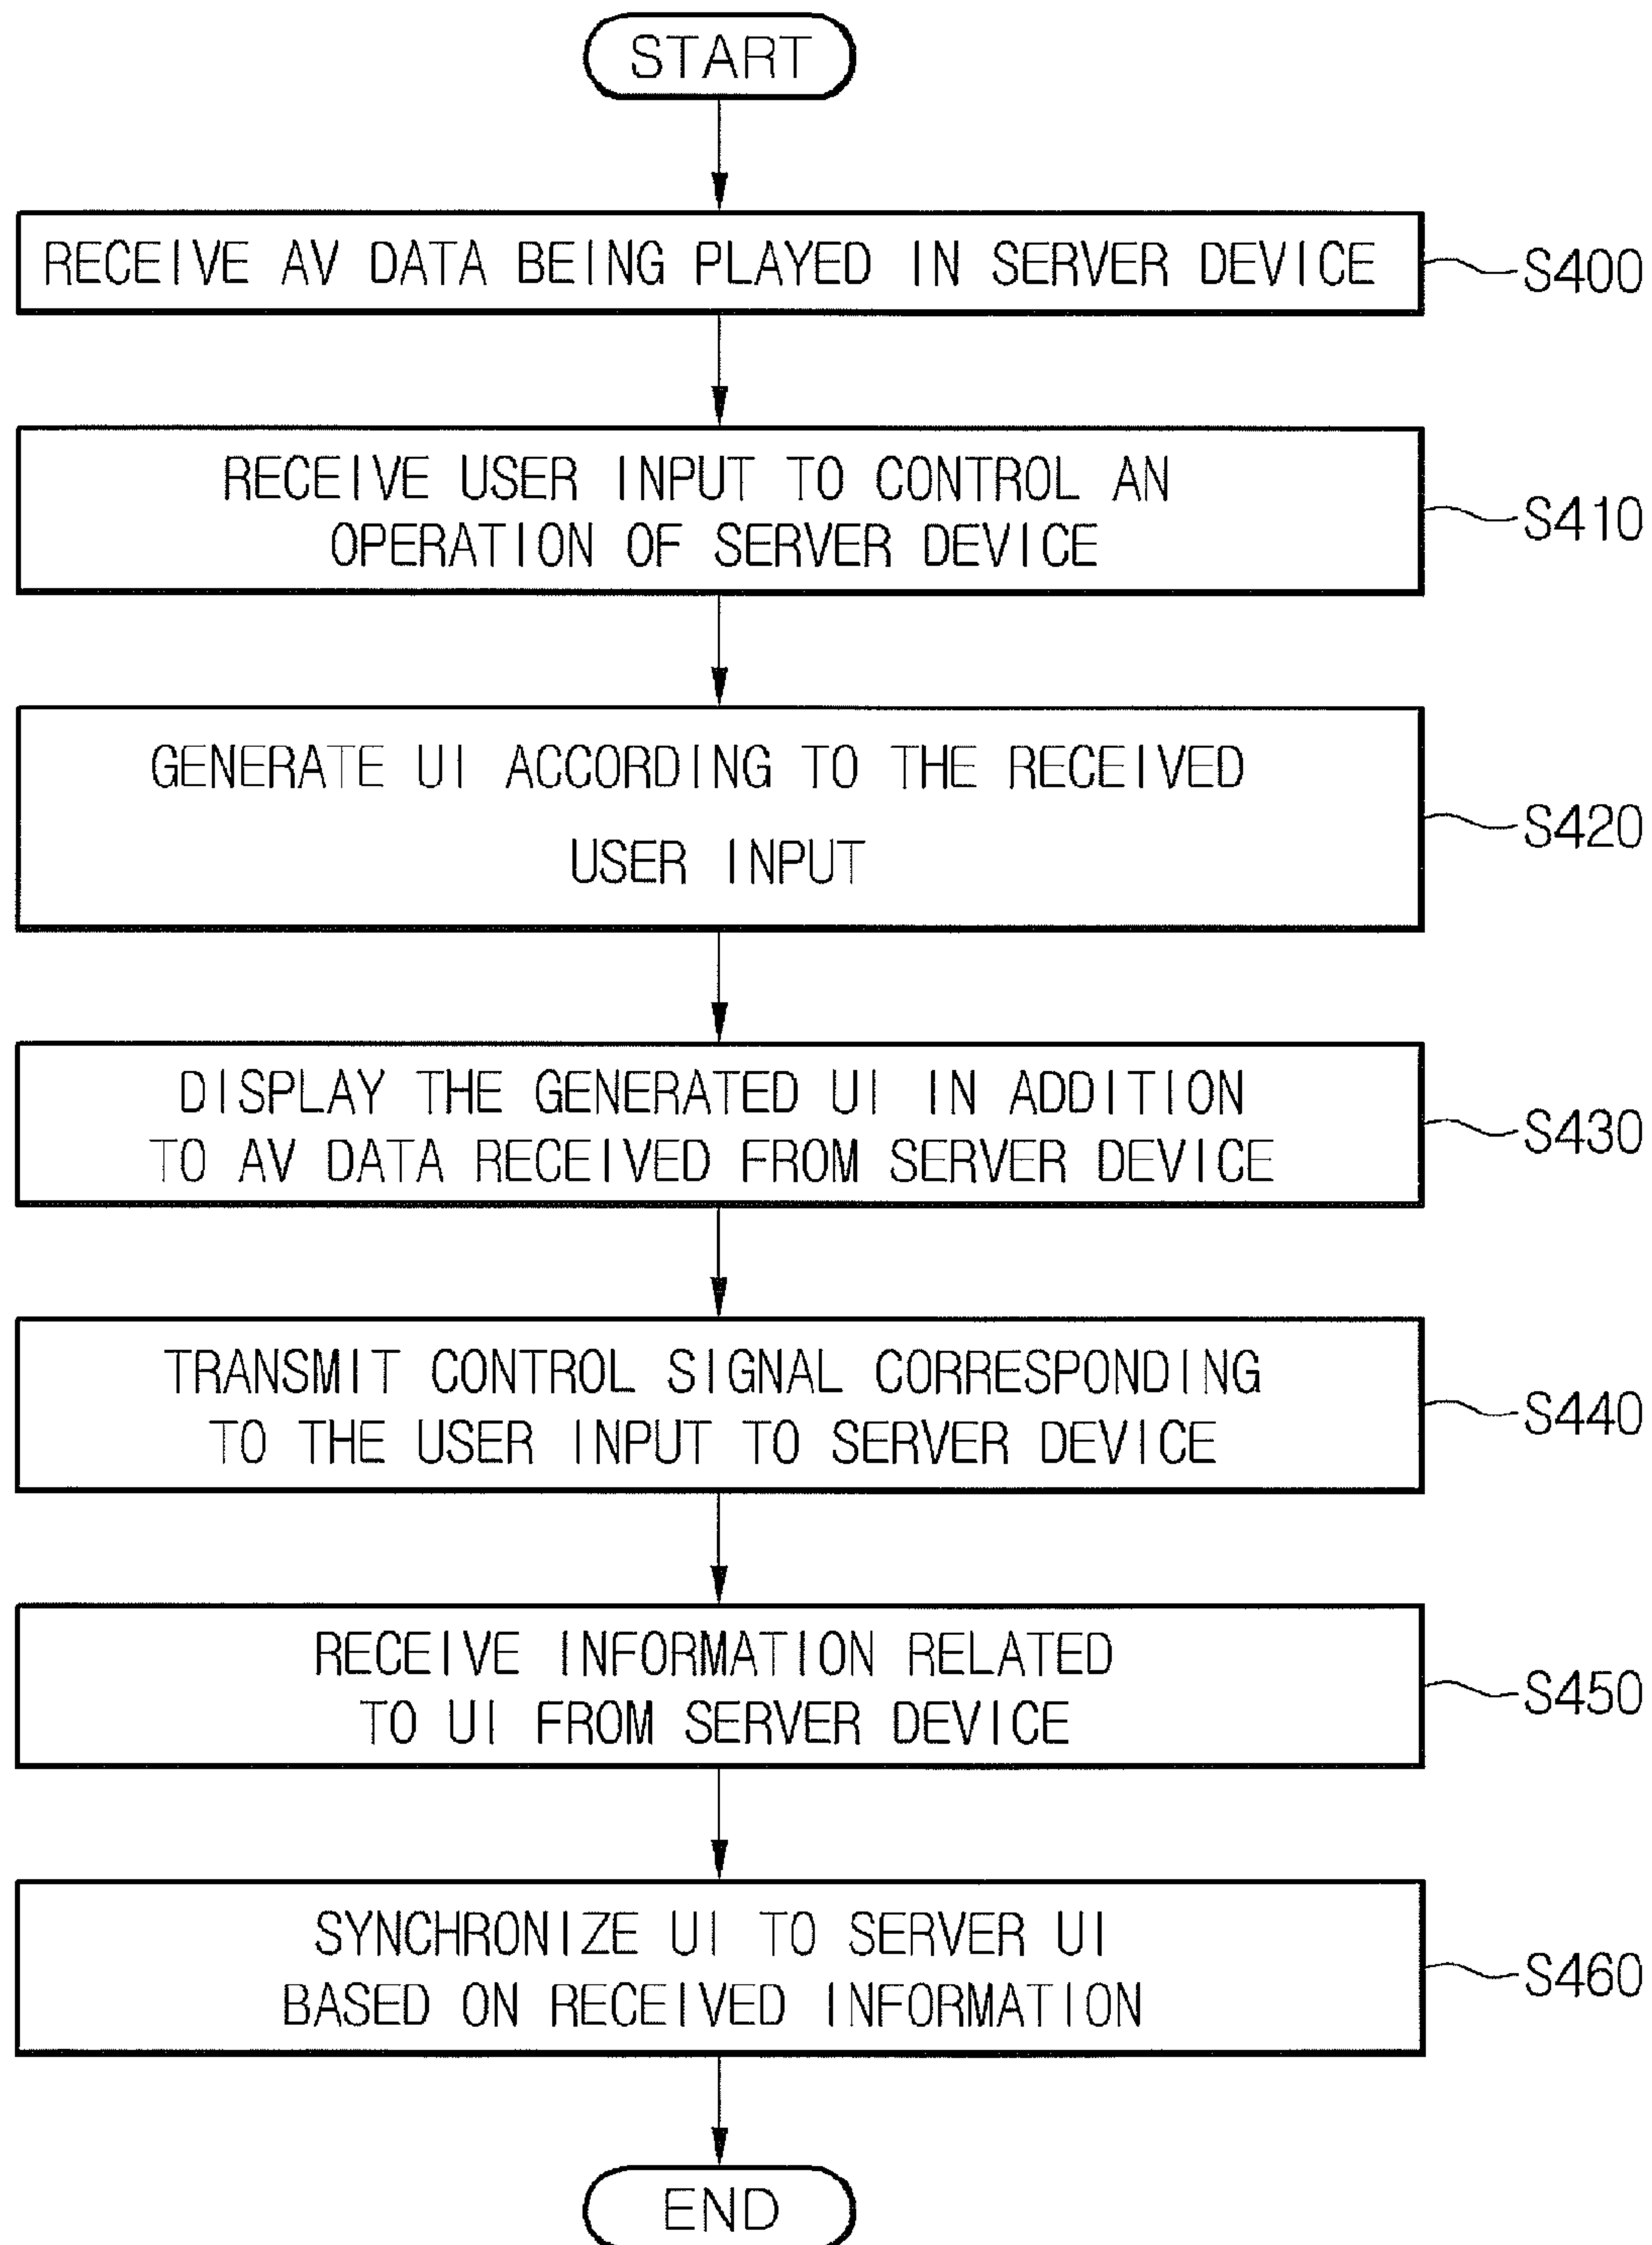 START
RECEIVE AV DATA BEING PLAYED IN SERVER DEVICE
S400
RECEIVE USER INPUT TO CONTROL AN
OPERATION OF SERVER DEVICE
S410
GENERATE UI ACCORDING TO THE RECEIVED
USER INPUT
S420
DISPLAY THE GENERATED UI IN ADDITION
TO AV DATA RECEIVED FROM SERVER DEVICE
S430
TRANSMIT CONTROL SIGNAL CORRESPONDING
TO THE USER INPUT TO SERVER DEVICE
S440
RECEIVE INFORMATION RELATED
TO UI FROM SERVER DEVICE
S450
SYNCHRONIZE UI TO SERVER UI
BASED ON RECEIVED INFORMATION
S460
END